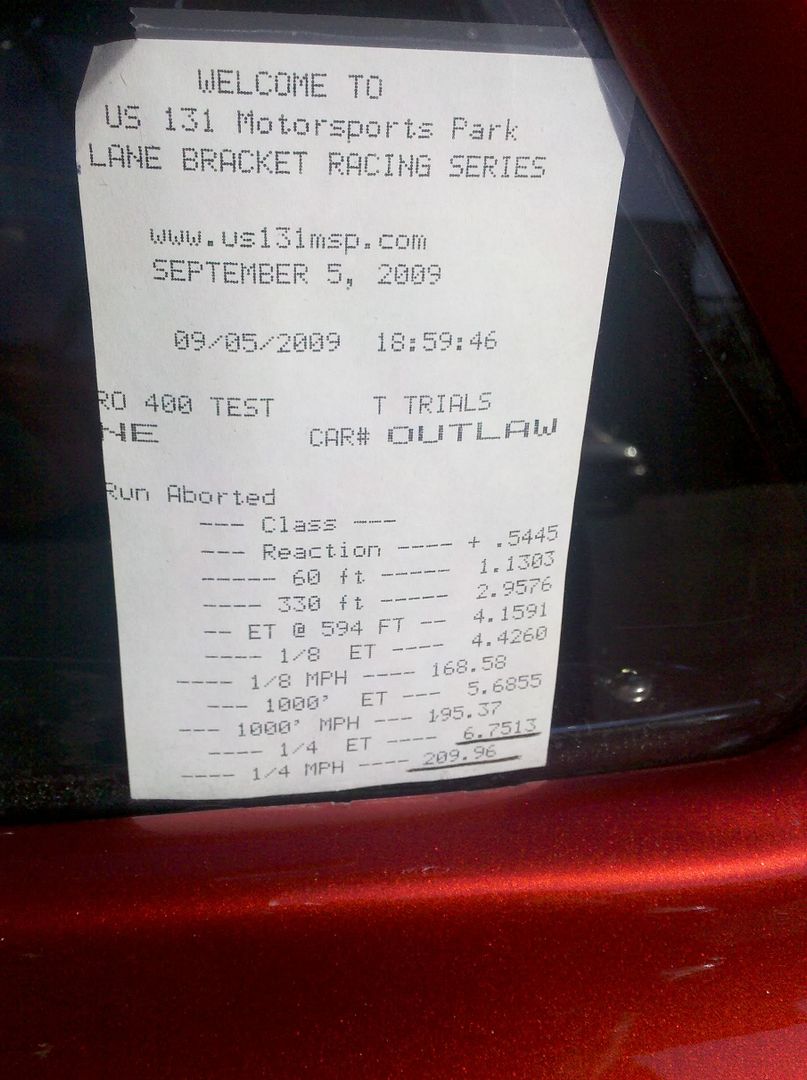 WELCOME TO
US 131 Motorsports Park
LANE BRACKET RACING SERIES
www.us131msp.com
SEPTEMBER 5, 2009
09/05/2009 18:59:46
RO 400 TEST T TRIALS
NE CAR# OUTLAW
Run Aborted
--- Class ---
--- Reaction ---- + .5445
----- 60 ft ----- 1.1303
---- 330 ft ----- 2.9576
-- ET @ 594 FT -- 4.1591
---- 1/8 ET ---- 4.4260
---- 1/8 MPH ---- 168.58
--- 1000' ET --- 5.6855
--- 1000' MPH --- 195.37
---- 1/4 ET ---- 6.7513
---- 1/4 MPH ---- 209.96